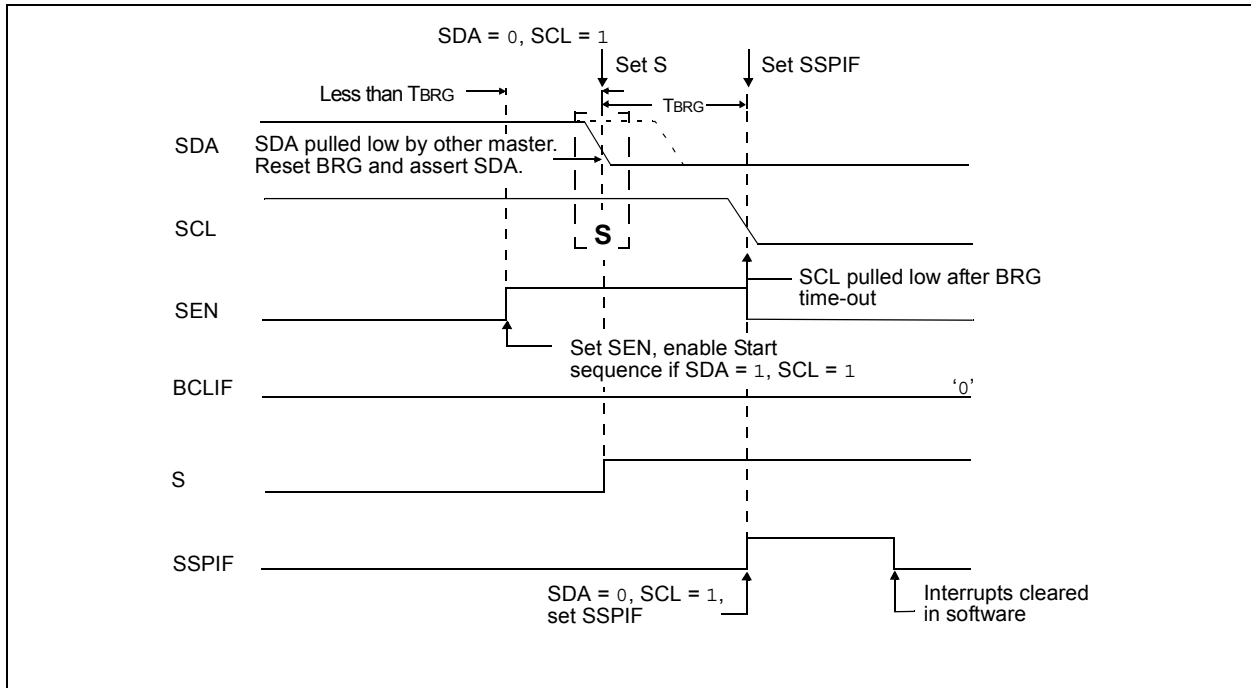 SDA = 0, SCL = 1
Set S
Set SSPIF
Less than TBRG
TBRG
SDA
SDA pulled low by other master.
Reset BRG and assert SDA.
SCL
S
SCL pulled low after BRG
time-out
SEN
Set SEN, enable Start
sequence if SDA = 1, SCL = 1
BCLIF
‘0’
S
SSPIF
SDA = 0, SCL = 1,
set SSPIF
Interrupts cleared
in software